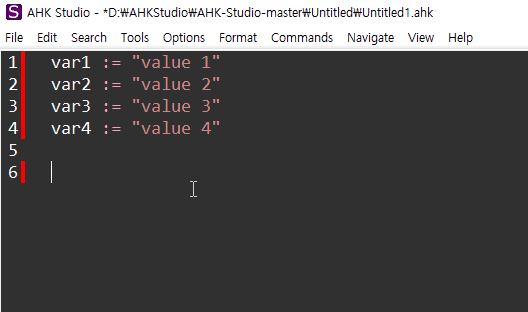 S AHK Studio - *D:₩AHKStudio₩AHK-Studio-master₩Untitled₩Untitled1.ahk
File Edit Search Tools Options Format Commands Navigate View Help
1 var1 := "value 1"
2 var2 := "value 2"
3 var3 := "value 3"
4 var4 := "value 4"
5
6